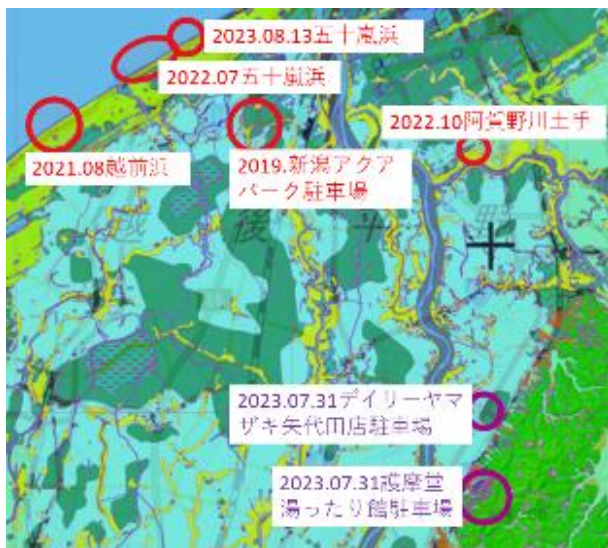 2023.08.13五十嵐浜
2022.07五十嵐浜
2022.10阿賀野川土手
2021.08越前浜
2019.新潟アクア
パーク駐車場
越後平野
2023.07.31デイリーヤマ
ザキ矢代田店駐車場
2023.07.31護摩堂
湯ったり館駐車場